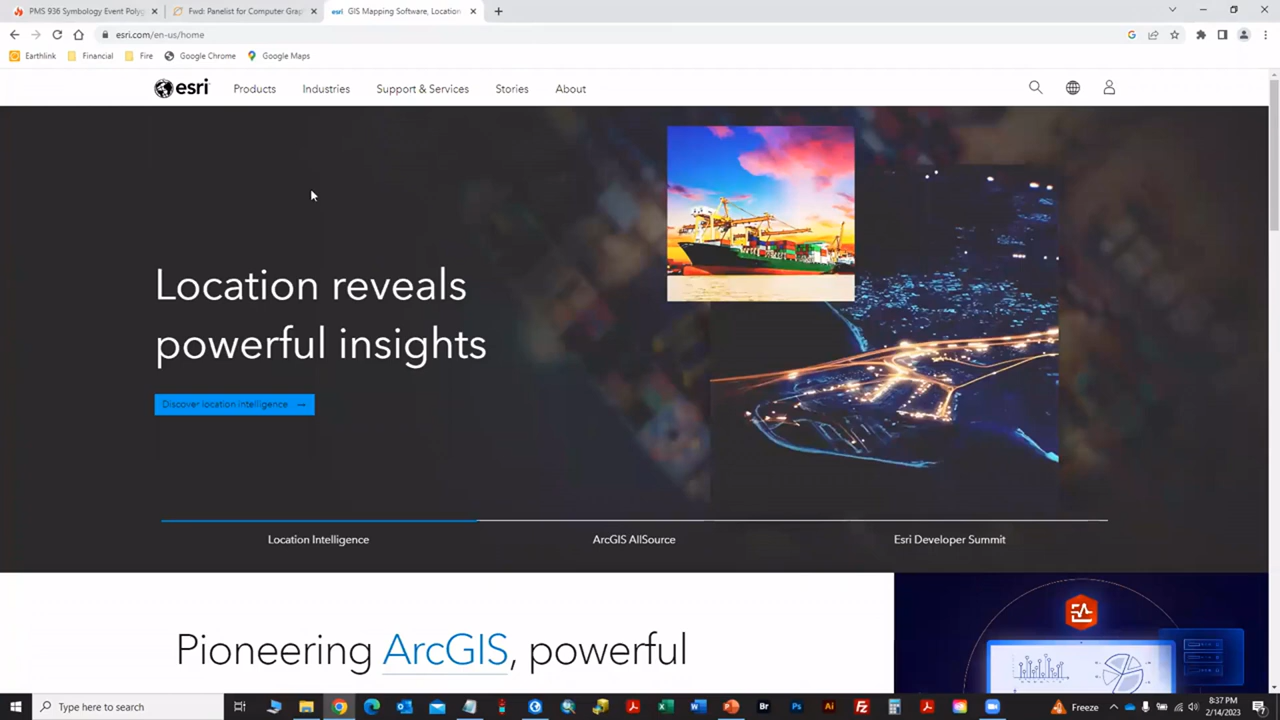 PMS 936 Symbology Event Polyg
Fwd: Panelist for Computer Grap
esri GIS Mapping Software, Location
esri.com/en-us/home
Earthlink Financial Fire Google Chrome Google Maps
esri Products Industries Support & Services Stories About
Location reveals
powerful insights
Discover location intelligence →
Location Intelligence ArcGIS AllSource Esri Developer Summit
Pioneering ArcGIS, powerful
Type here to search
Freeze
8:37 PM
2/14/2023